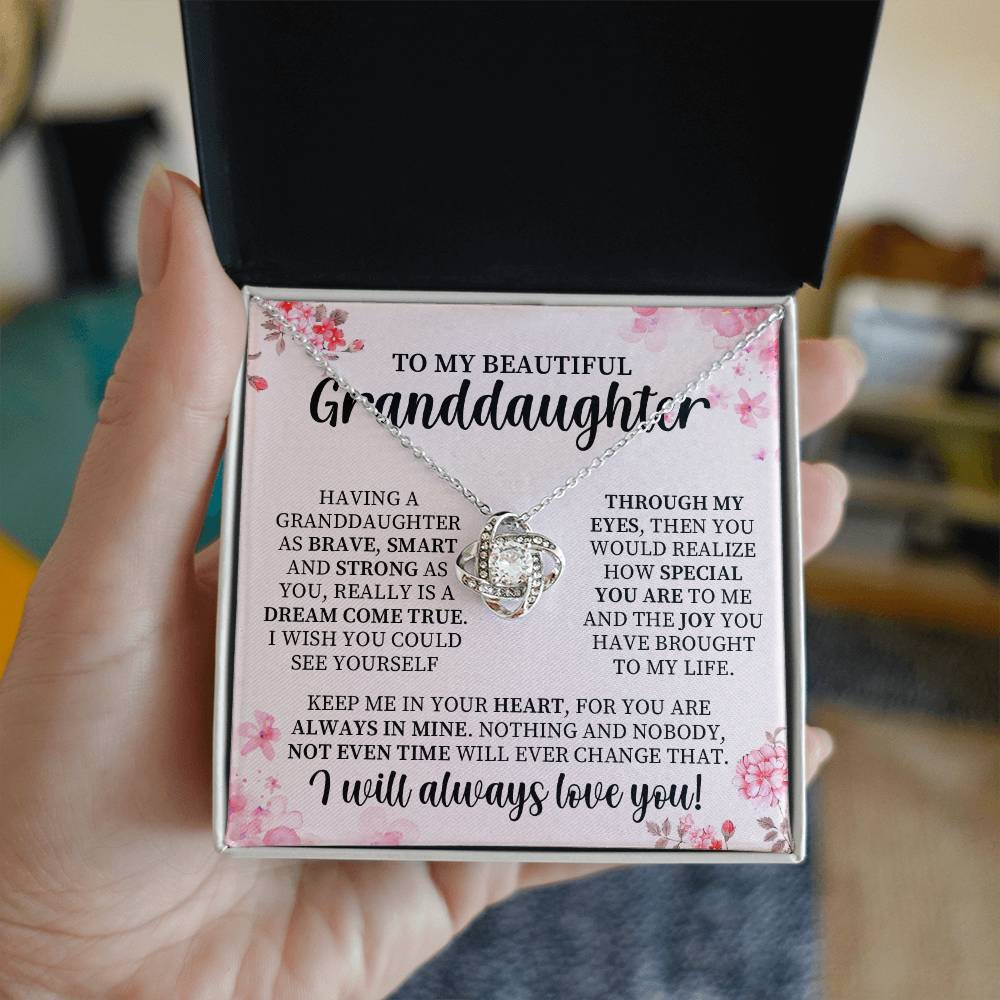 TO MY BEAUTIFUL
Granddaughter
HAVING A
GRANDDAUGHTER
AS BRAVE, SMART
AND STRONG AS
YOU, REALLY IS A
DREAM COME TRUE.
I WISH YOU COULD
SEE YOURSELF
THROUGH MY
EYES, THEN YOU
WOULD REALIZE
HOW SPECIAL
YOU ARE TO ME
AND THE JOY YOU
HAVE BROUGHT
TO MY LIFE.
KEEP ME IN YOUR HEART, FOR YOU ARE
ALWAYS IN MINE. NOTHING AND NOBODY,
NOT EVEN TIME WILL EVER CHANGE THAT.
I will always love you!